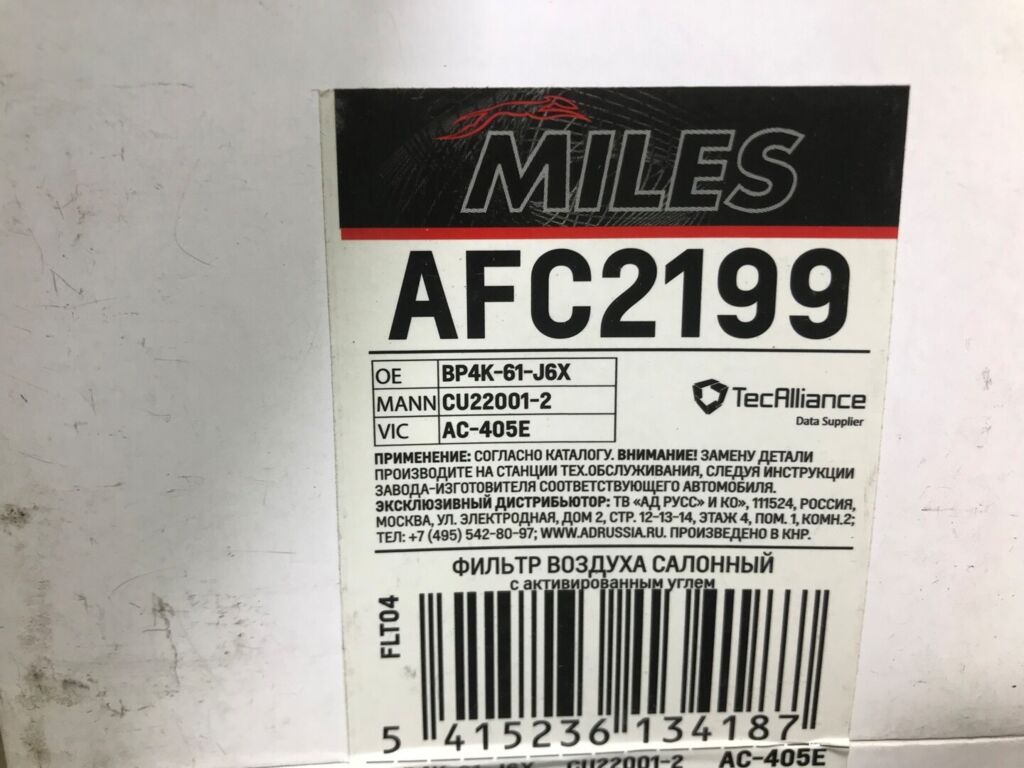 MILES
AFC2199
OE BP4K-61-J6X
MANN CU22001-2
VIC AC-405E
TecAlliance
Data Supplier
ПРИМЕНЕНИЕ: СОГЛАСНО КАТАЛОГУ. ВНИМАНИЕ! ЗАМЕНУ ДЕТАЛИ
ПРОИЗВОДИТЕ НА СТАНЦИИ ТЕХ.ОБСЛУЖИВАНИЯ, СЛЕДУЯ ИНСТРУКЦИИ
ЗАВОДА-ИЗГОТОВИТЕЛЯ СООТВЕТСТВУЮЩЕГО АВТОМОБИЛЯ.
ЭКСКЛЮЗИВНЫЙ ДИСТРИБЬЮТОР: ТВ «АД РУСС» И КО», 111524, РОССИЯ,
МОСКВА, УЛ. ЭЛЕКТРОДНАЯ, ДОМ 2, СТР. 12-13-14, ЭТАЖ 4, ПОМ. 1, КОМН.2;
ТЕЛ: +7 (495) 542-80-97; WWW.ADRUSSIA.RU. ПРОИЗВЕДЕНО В КНР.
ФИЛЬТР ВОЗДУХА САЛОННЫЙ
с активированным углем
FLT04
5 415236 134187
BP4K-61-J6X CU22001-2 AC-405E